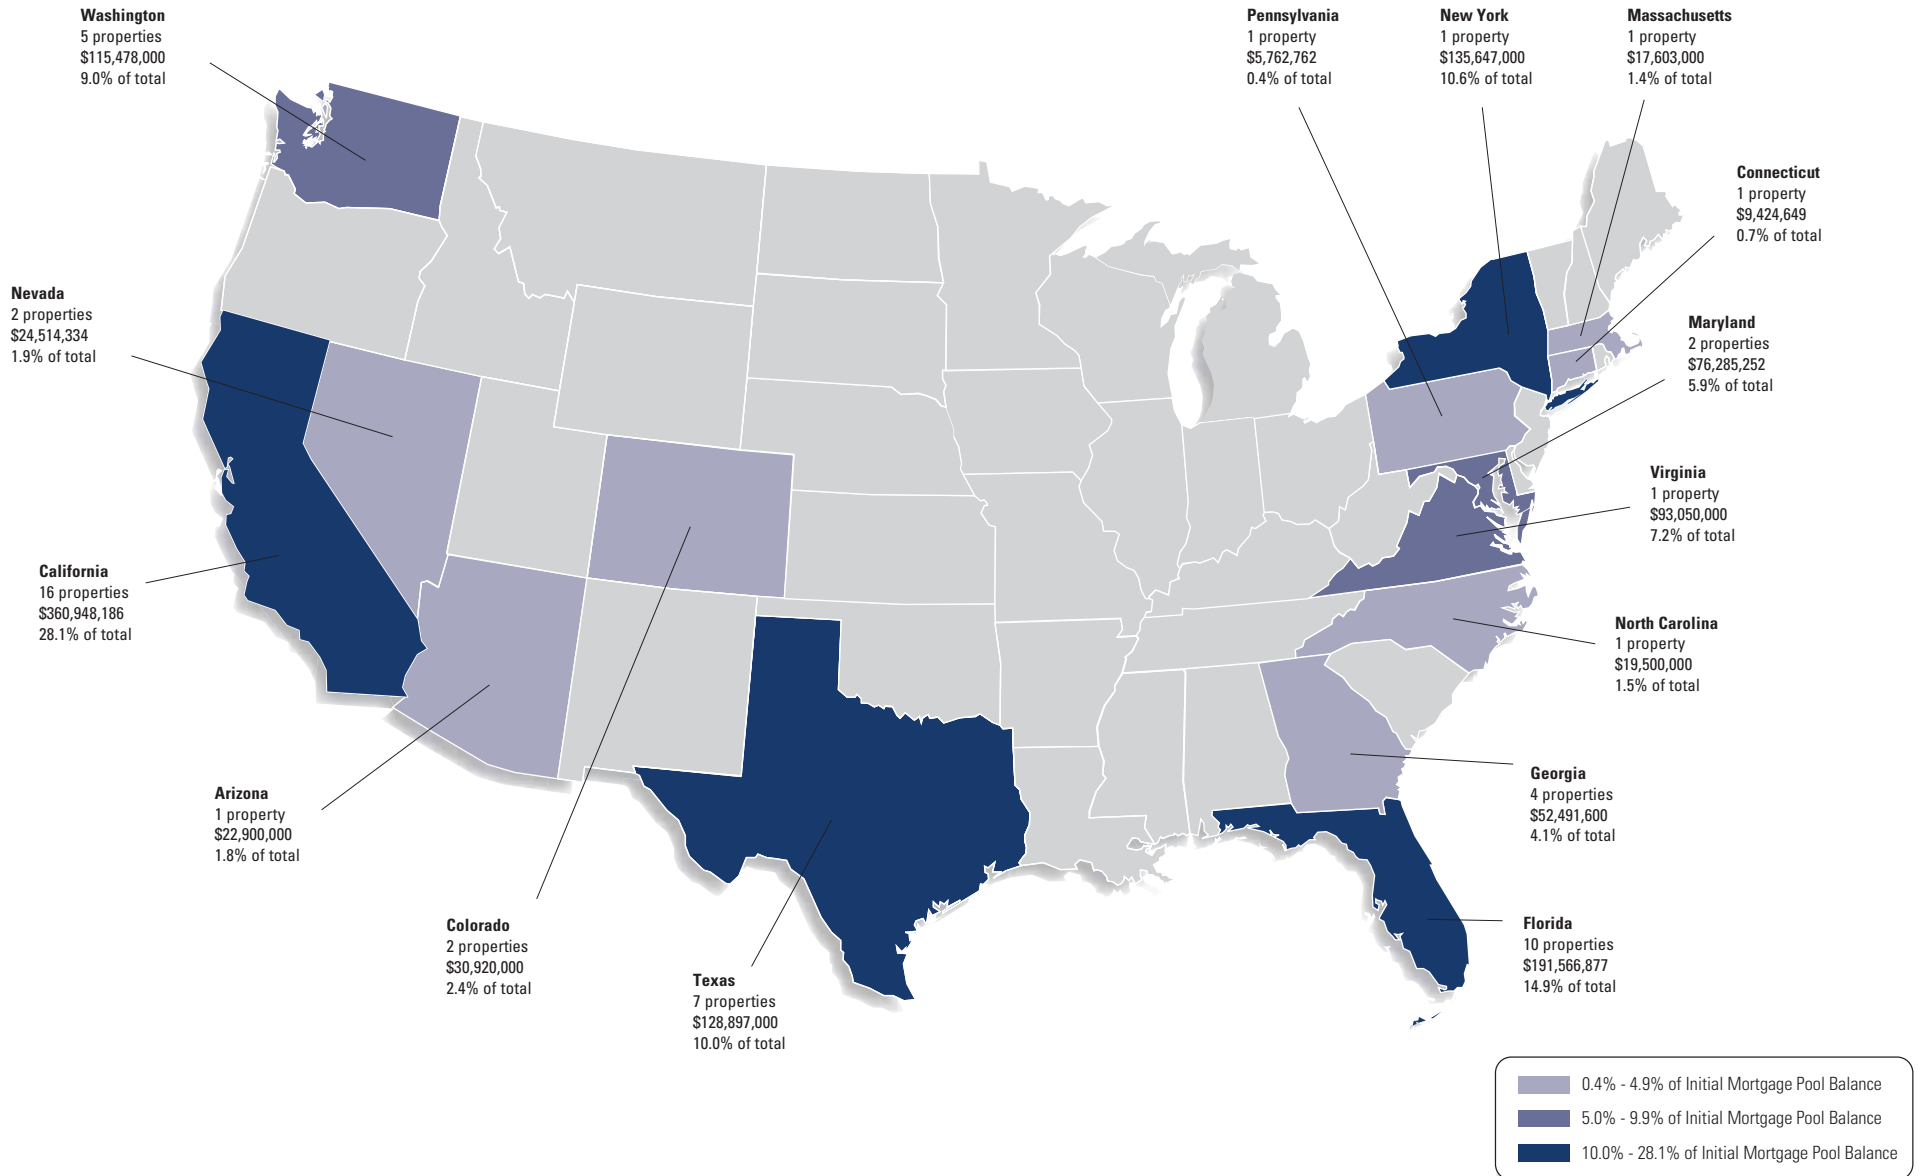 Washington
5 properties
$115,478,000
9.0% of total
Pennsylvania
1 property
$5,762,762
0.4% of total
New York
1 property
$135,647,000
10.6% of total
Massachusetts
1 property
$17,603,000
1.4% of total
Connecticut
1 property
$9,424,649
0.7% of total
Nevada
2 properties
$24,514,334
1.9% of total
Maryland
2 properties
$76,285,252
5.9% of total
Virginia
1 property
$93,050,000
7.2% of total
California
16 properties
$360,948,186
28.1% of total
North Carolina
1 property
$19,500,000
1.5% of total
Georgia
4 properties
$52,491,600
4.1% of total
Arizona
1 property
$22,900,000
1.8% of total
Colorado
2 properties
$30,920,000
2.4% of total
Texas
7 properties
$128,897,000
10.0% of total
Florida
10 properties
$191,566,877
14.9% of total
0.4% - 4.9% of Initial Mortgage Pool Balance
5.0% - 9.9% of Initial Mortgage Pool Balance
10.0% - 28.1% of Initial Mortgage Pool Balance